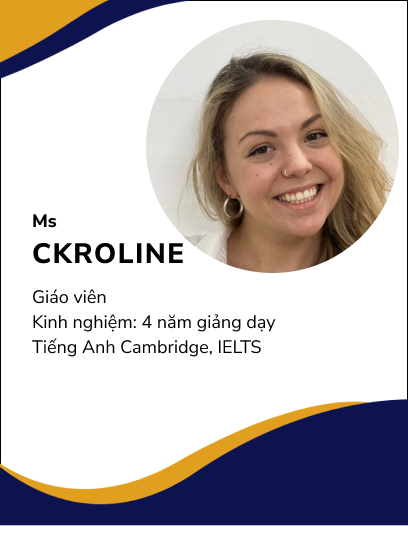 Ms
CKROLINE
Giáo viên
Kinh nghiệm: 4 năm giảng dạy
Tiếng Anh Cambridge, IELTS